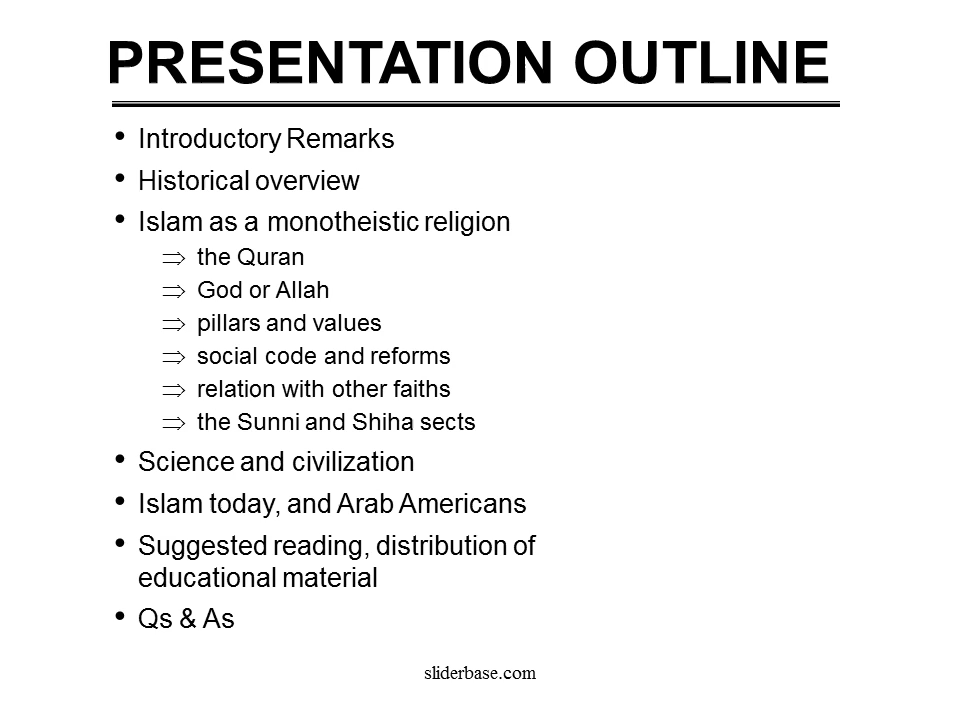 PRESENTATION OUTLINE
• Introductory Remarks
• Historical overview
• Islam as a monotheistic religion
⇒ the Quran
⇒ God or Allah
⇒ pillars and values
⇒ social code and reforms
⇒ relation with other faiths
⇒ the Sunni and Shiha sects
• Science and civilization
• Islam today, and Arab Americans
• Suggested reading, distribution of
educational material
• Qs & As
sliderbase.com